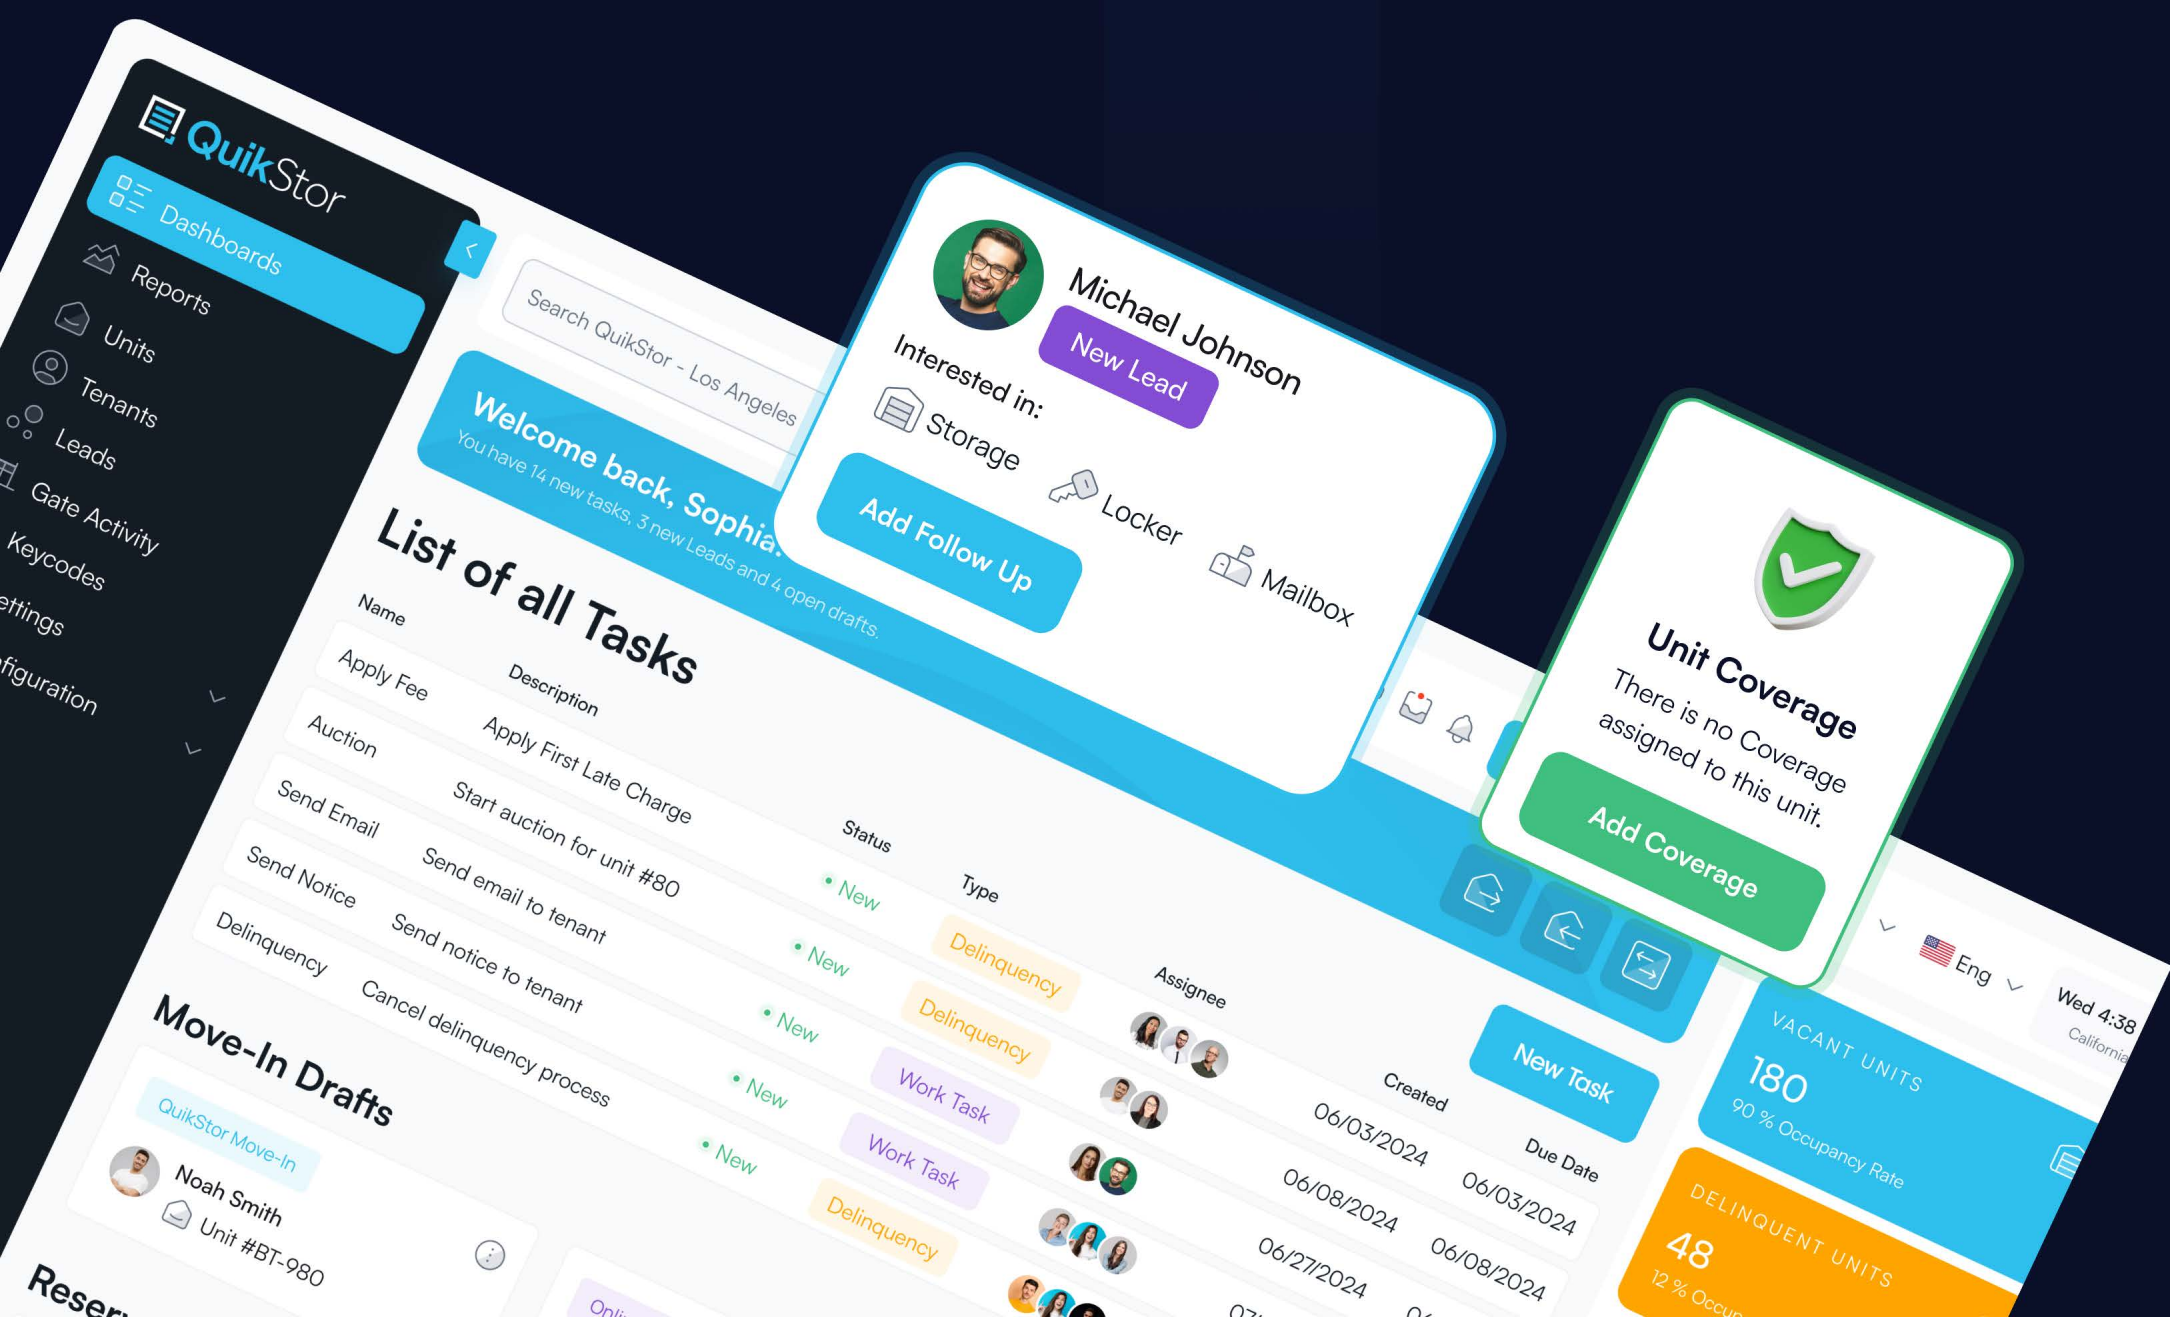 QuikStor
Dashboards
Reports
Units
Tenants
Leads
Gate Activity
Keycodes
ettings
figuration
Search QuikStor - Los Angeles
Welcome back, Sophia.
You have 14 new tasks, 3 new Leads and 4 open drafts.
Michael Johnson
New Lead
Interested in:
Storage
Locker
Mailbox
Add Follow Up
Unit Coverage
There is no Coverage
assigned to this unit.
Add Coverage
Eng
Wed 4:38
California
List of all Tasks
New Task
Name Description Status Type Assignee Created Due Date
Apply Fee Apply First Late Charge New Delinquency 06/03/2024 06/03/2024
Auction Start auction for unit #80 New Delinquency 06/08/2024 06/08/2024
Send Email Send email to tenant New Work Task 06/27/2024
Send Notice Send notice to tenant New Work Task
Delinquency Cancel delinquency process New Delinquency
VACANT UNITS
180
90 % Occupancy Rate
DELINQUENT UNITS
48
12 % Occup
Move-In Drafts
QuikStor Move-In
Noah Smith
Unit #BT-980
Onli
Reser